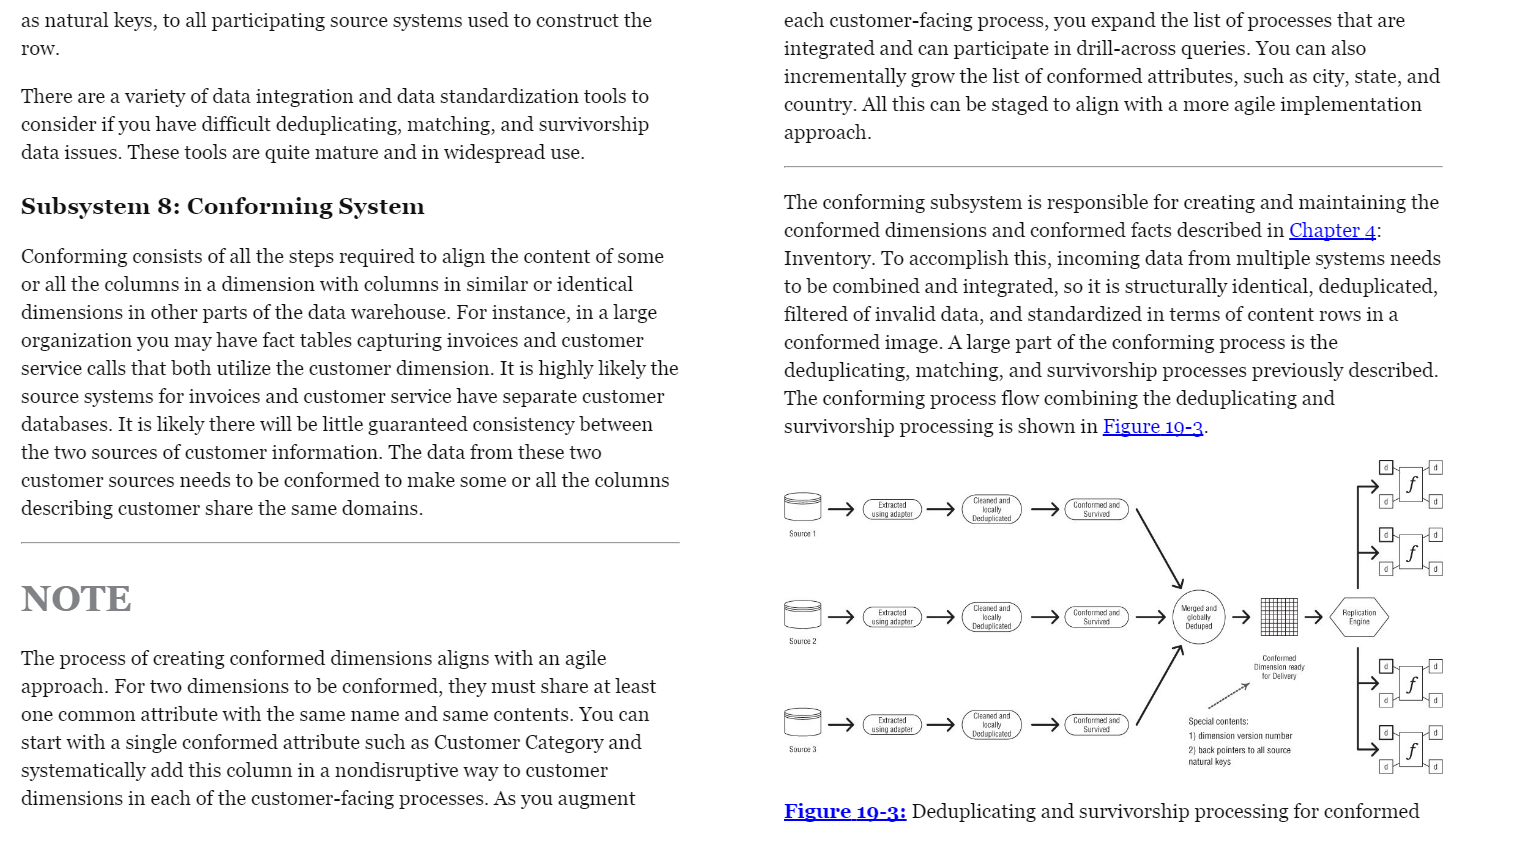 as natural keys, to all participating source systems used to construct the
row.
There are a variety of data integration and data standardization tools to
consider if you have difficult deduplicating, matching, and survivorship
data issues. These tools are quite mature and in widespread use.
Subsystem 8: Conforming System
Conforming consists of all the steps required to align the content of some
or all the columns in a dimension with columns in similar or identical
dimensions in other parts of the data warehouse. For instance, in a large
organization you may have fact tables capturing invoices and customer
service calls that both utilize the customer dimension. It is highly likely the
source systems for invoices and customer service have separate customer
databases. It is likely there will be little guaranteed consistency between
the two sources of customer information. The data from these two
customer sources needs to be conformed to make some or all the columns
describing customer share the same domains.
NOTE
The process of creating conformed dimensions aligns with an agile
approach. For two dimensions to be conformed, they must share at least
one common attribute with the same name and same contents. You can
start with a single conformed attribute such as Customer Category and
systematically add this column in a nondisruptive way to customer
dimensions in each of the customer-facing processes. As you augment
each customer-facing process, you expand the list of processes that are
integrated and can participate in drill-across queries. You can also
incrementally grow the list of conformed attributes, such as city, state, and
country. All this can be staged to align with a more agile implementation
approach.
The conforming subsystem is responsible for creating and maintaining the
conformed dimensions and conformed facts described in Chapter 4:
Inventory. To accomplish this, incoming data from multiple systems needs
to be combined and integrated, so it is structurally identical, deduplicated,
filtered of invalid data, and standardized in terms of content rows in a
conformed image. A large part of the conforming process is the
deduplicating, matching, and survivorship processes previously described.
The conforming process flow combining the deduplicating and
survivorship processing is shown in Figure 19-3.
Source 1
Extracted
using adapter
Cleaned and
locally
Deduplicated
Conformed and
Survived
Source 2
Extracted
using adapter
Cleaned and
locally
Deduplicated
Conformed and
Survived
Source 3
Extracted
using adapter
Cleaned and
locally
Deduplicated
Conformed and
Survived
Merged and
globally
Deduped
Conformed
Dimension ready
for Delivery
Special contents:
1) dimension version number
2) back pointers to all source
natural keys
Replication
Engine
d d
f
d d
d d
f
d d
d d
f
d d
d d
f
d d
Figure 19-3: Deduplicating and survivorship processing for conformed